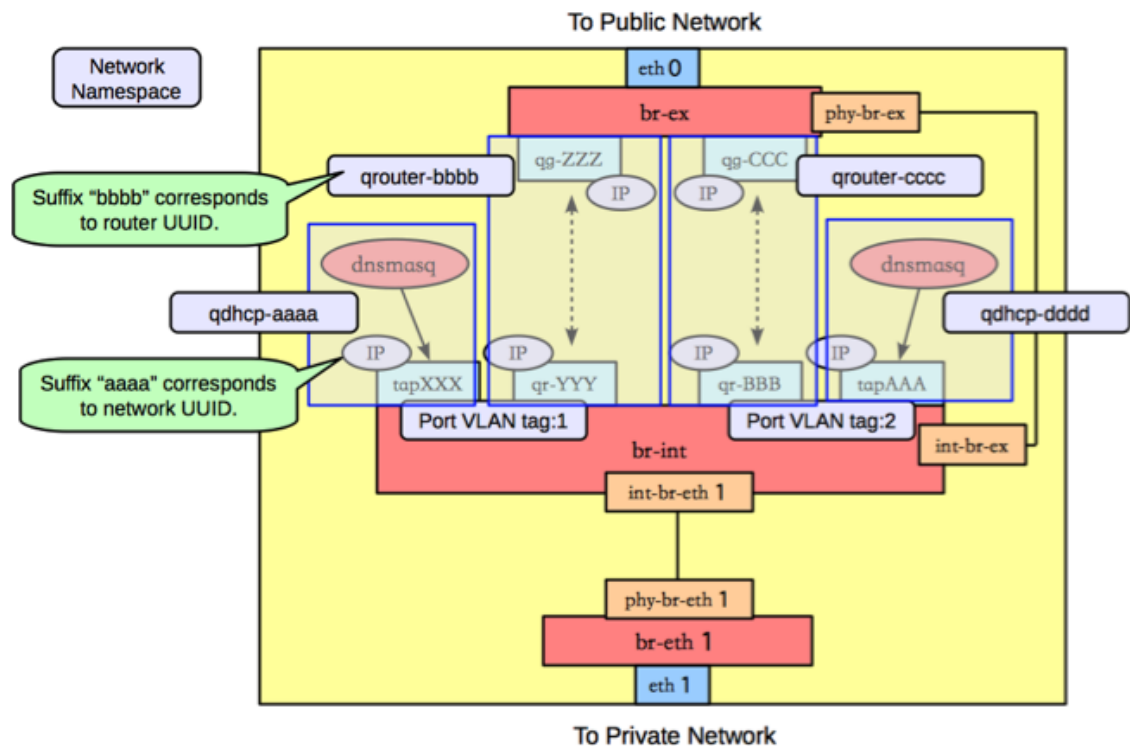 To Public Network
Network
Namespace
eth 0
br-ex
phy-br-ex
qg-ZZZ
qg-CCC
qrouter-bbbb
IP
IP
qrouter-cccc
Suffix “bbbb” corresponds
to router UUID.
dnsmasq
dnsmasq
qdhcp-aaaa
qdhcp-dddd
IP
IP
IP
IP
Suffix “aaaa” corresponds
to network UUID.
tapXXX
qr-YYY
qr-BBB
tapAAA
Port VLAN tag:1
Port VLAN tag:2
br-int
int-br-ex
int-br-eth 1
phy-br-eth 1
br-eth 1
eth 1
To Private Network